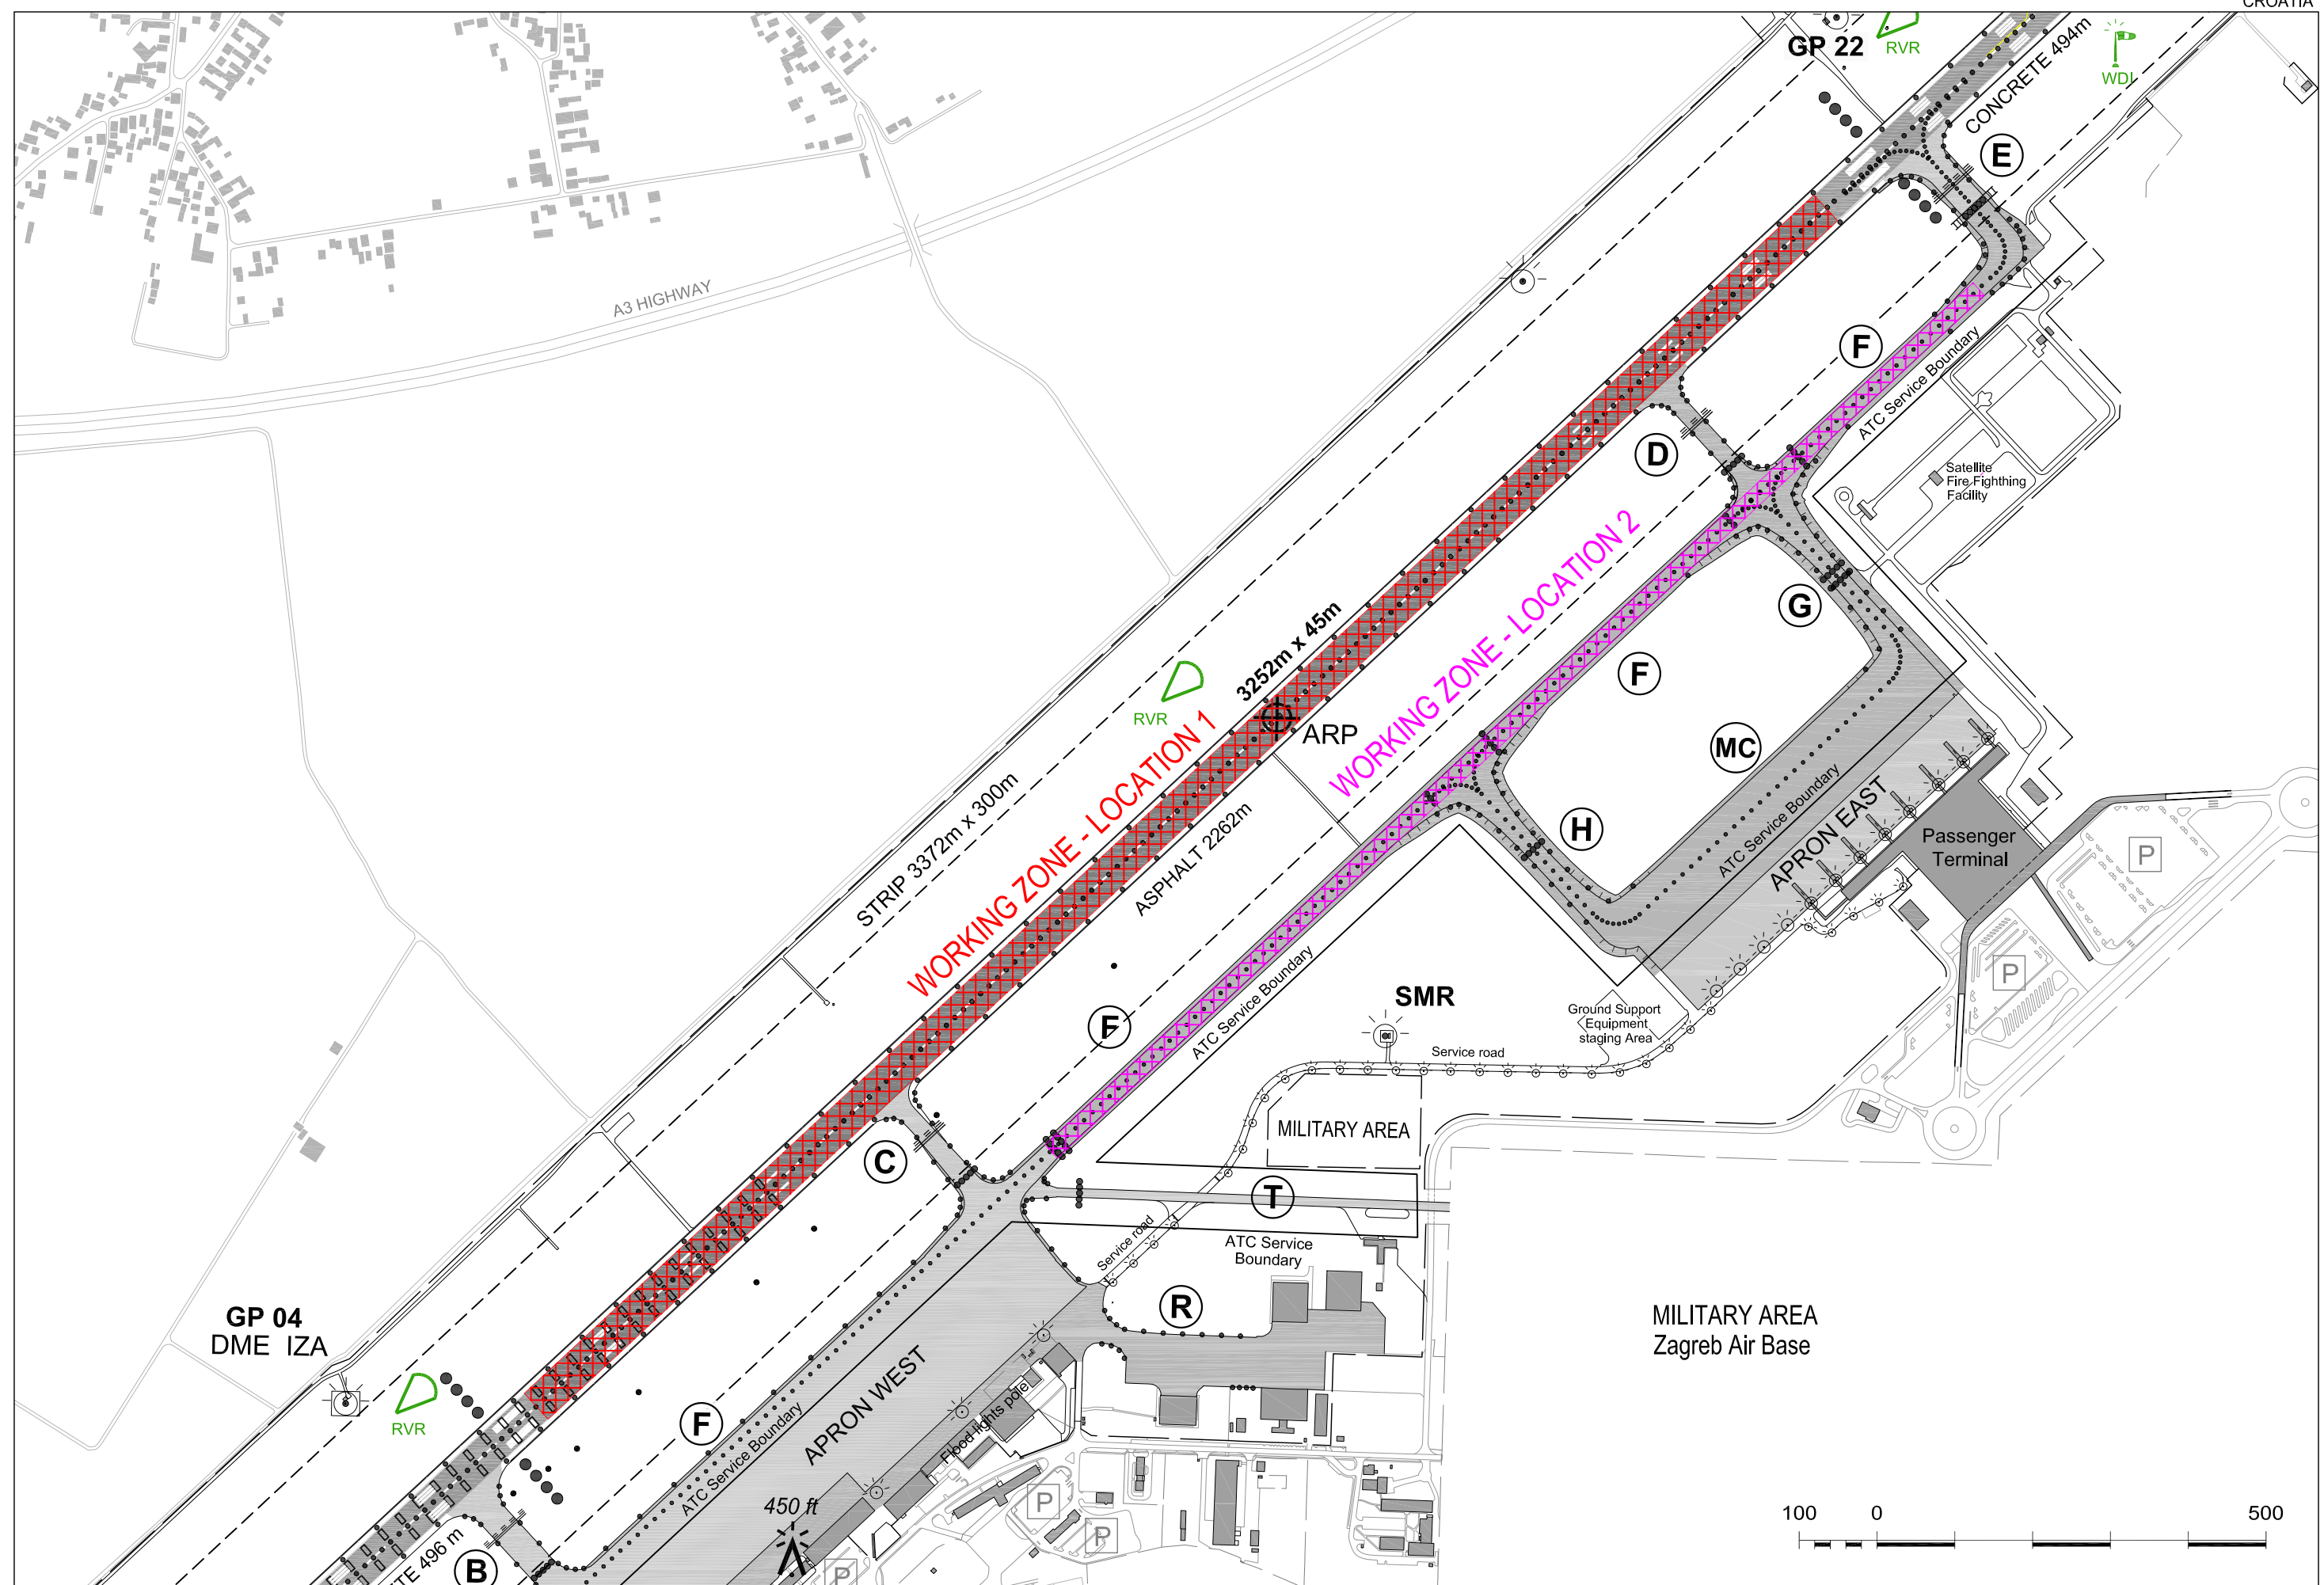 CROATIA
GP 22
RVR
WDI
CONCRETE 494m
E
A3 HIGHWAY
F
ATC Service Boundary
D
Satellite
Fire Fighthing
Facility
WORKING ZONE - LOCATION 2
G
3252m x 45m
F
RVR
WORKING ZONE - LOCATION 1
ARP
MC
STRIP 3372m x 300m
ASPHALT 2262m
ATC Service Boundary
APRON EAST
H
Passenger
Terminal
P
P
ATC Service Boundary
SMR
F
Ground Support
Equipment
staging Area
Service road
MILITARY AREA
C
T
Service road
ATC Service
Boundary
R
GP 04
DME IZA
MILITARY AREA
Zagreb Air Base
RVR
F
ATC Service Boundary
APRON WEST
Flood lights pole
450 ft
P
P
P
100 0 500
TE 496 m
B